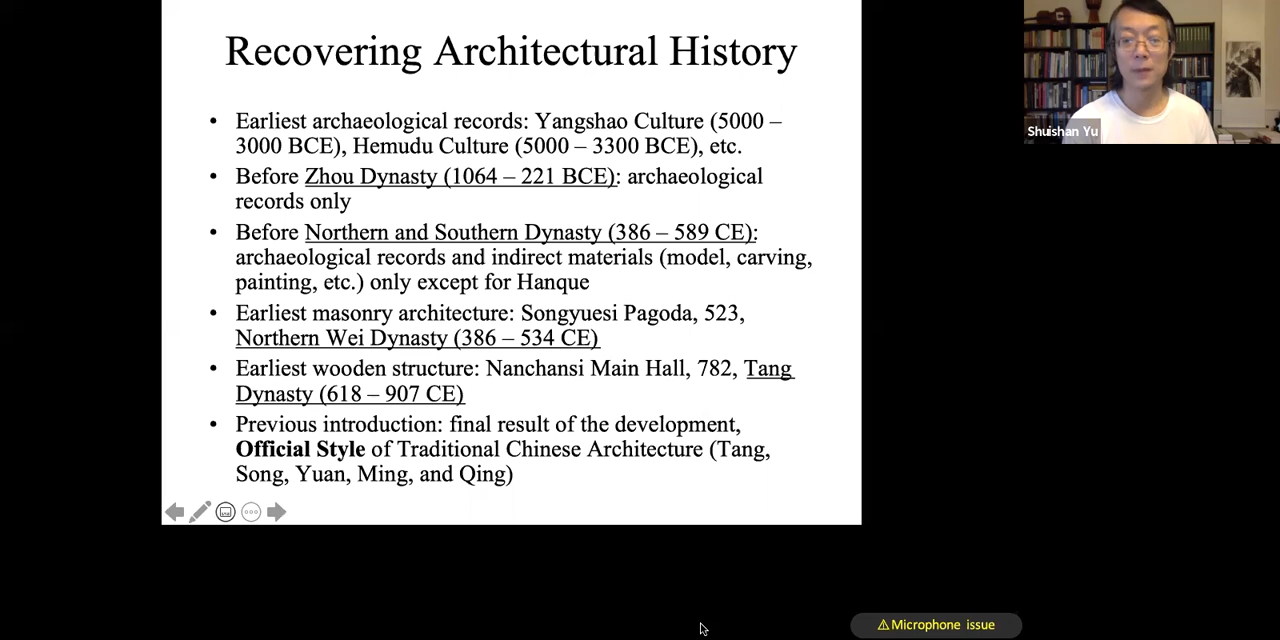 Recovering Architectural History
• Earliest archaeological records: Yangshao Culture (5000 –
3000 BCE), Hemudu Culture (5000 – 3300 BCE), etc.
• Before Zhou Dynasty (1064 – 221 BCE): archaeological
records only
• Before Northern and Southern Dynasty (386 – 589 CE):
archaeological records and indirect materials (model, carving,
painting, etc.) only except for Hanque
• Earliest masonry architecture: Songyuesi Pagoda, 523,
Northern Wei Dynasty (386 – 534 CE)
• Earliest wooden structure: Nanchansi Main Hall, 782, Tang
Dynasty (618 – 907 CE)
• Previous introduction: final result of the development,
Official Style of Traditional Chinese Architecture (Tang,
Song, Yuan, Ming, and Qing)
Shuishan Yu
Microphone issue